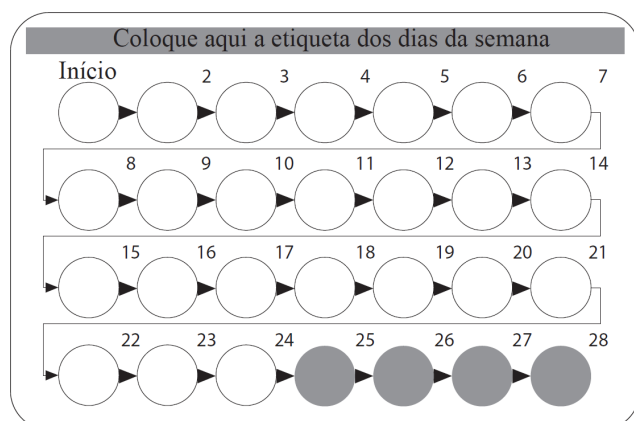 Coloque aqui a etiqueta dos dias da semana
Início 2 3 4 5 6 7
8 9 10 11 12 13 14
15 16 17 18 19 20 21
22 23 24 25 26 27 28